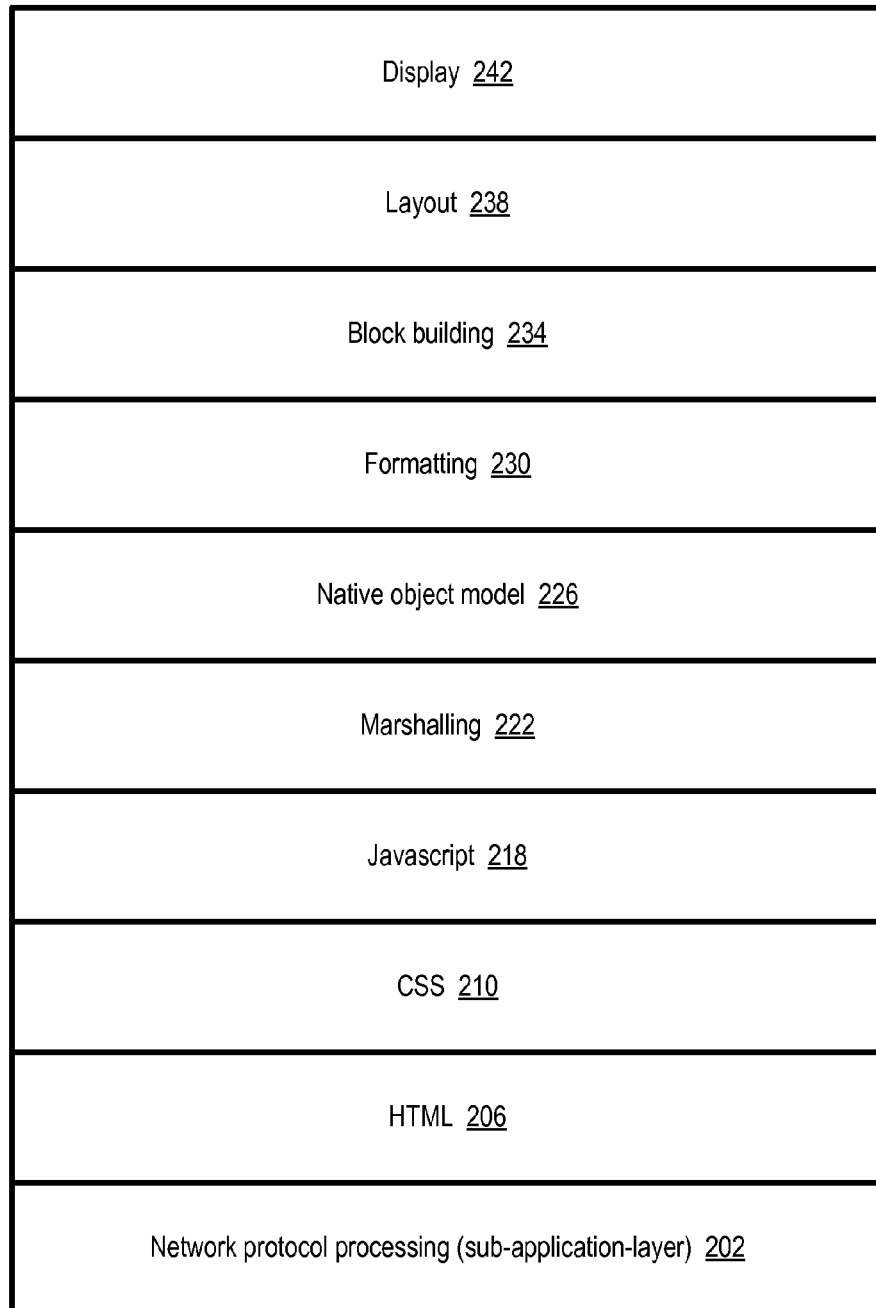 Display 242
Layout 238
Block building 234
Formatting 230
Native object model 226
Marshalling 222
Javascript 218
CSS 210
HTML 206
Network protocol processing (sub-application-layer) 202